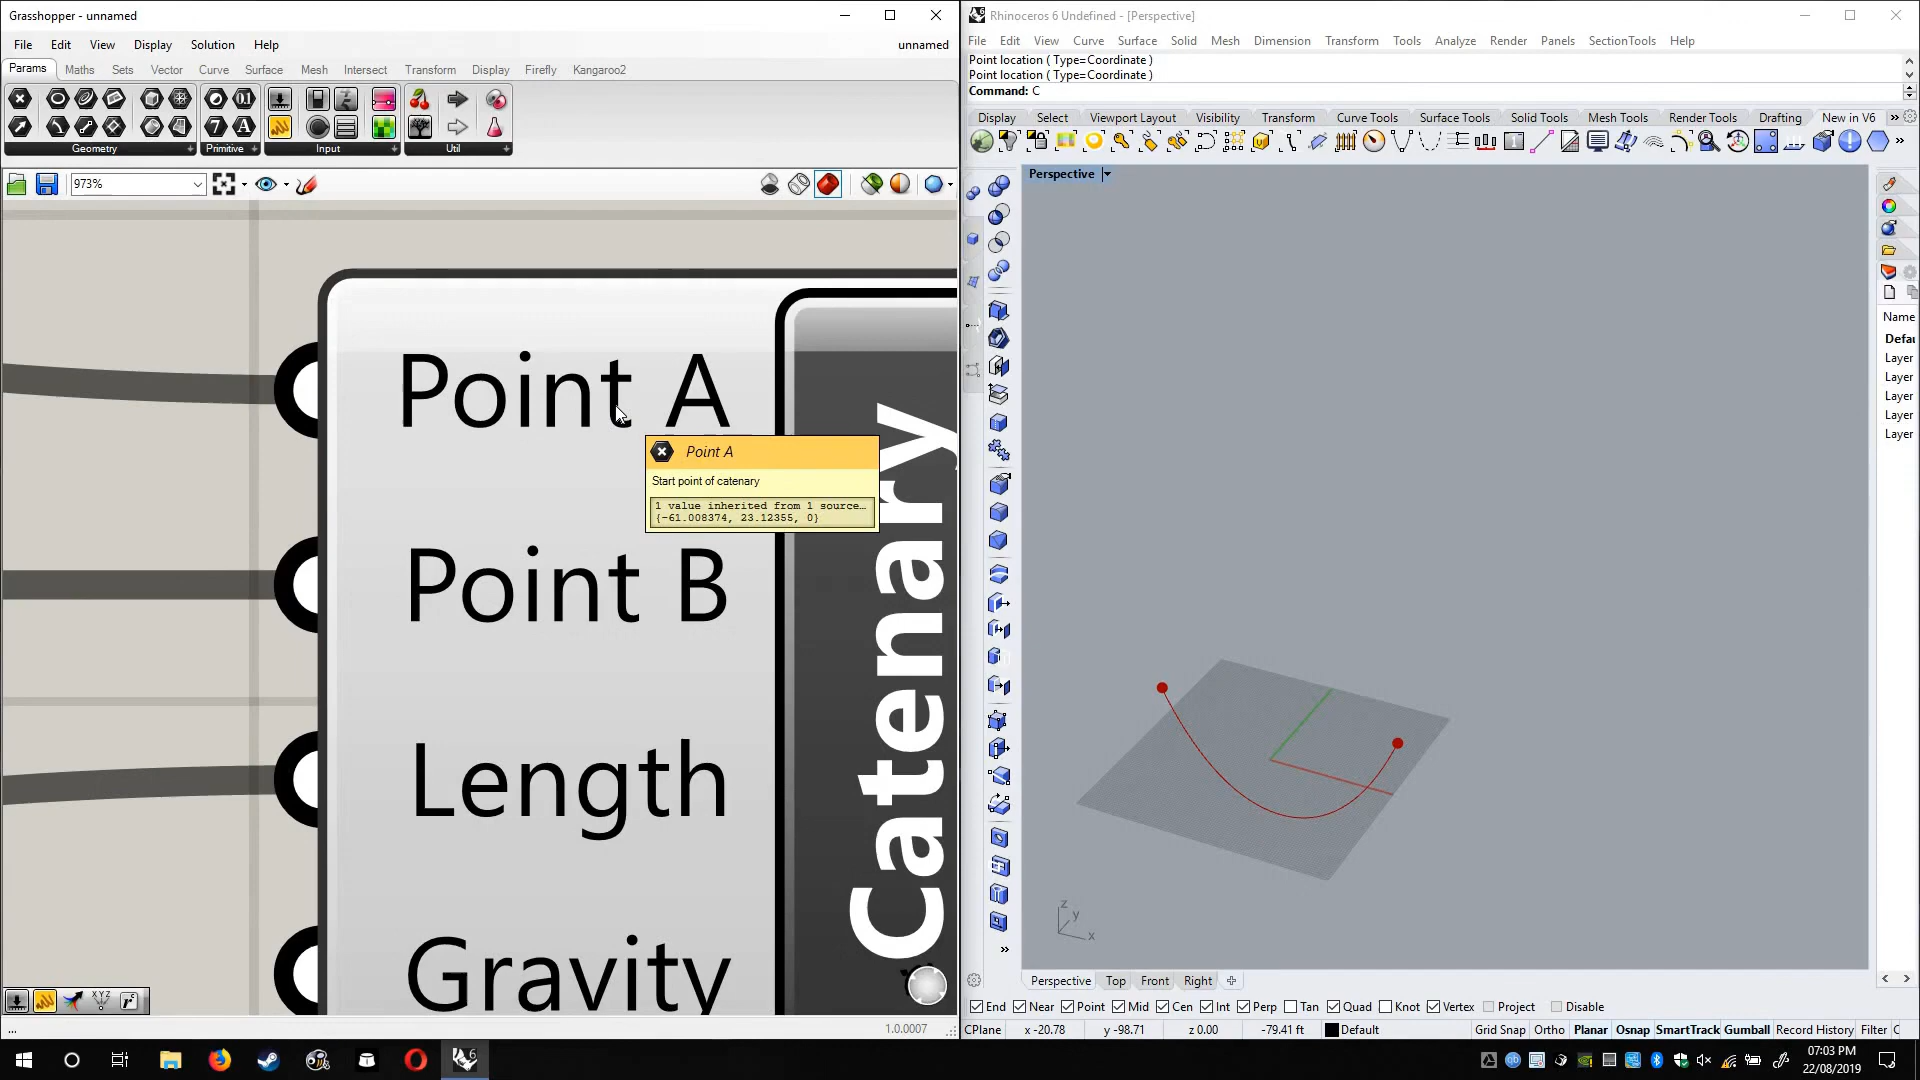 Grasshopper - unnamed
File Edit View Display Solution Help
unnamed
Params Maths Sets Vector Curve Surface Mesh Intersect Transform Display Firefly Kangaroo2
Geometry Primitive Input Util
973%
Point A
Point B
Length
Gravity
Catenary
Point A
Start point of catenary
1 value inherited from 1 source…
{-61.008374, 23.12355, 0}
...
1.0.0007
Rhinoceros 6 Undefined - [Perspective]
File Edit View Curve Surface Solid Mesh Dimension Transform Tools Analyze Render Panels SectionTools Help
Point location ( Type=Coordinate )
Point location ( Type=Coordinate )
Command: C
Display Select Viewport Layout Visibility Transform Curve Tools Surface Tools Solid Tools Mesh Tools Render Tools Drafting New in V6
Perspective
Name
Defau
Layer
Layer
Layer
Layer
Layer
z
y
x
Perspective Top Front Right
End Near Point Mid Cen Int Perp Tan Quad Knot Vertex Project Disable
CPlane x -20.78 y -98.71 z 0.00 -79.41 ft Default Grid Snap Ortho Planar Osnap SmartTrack Gumball Record History Filter C
07:03 PM
22/08/2019